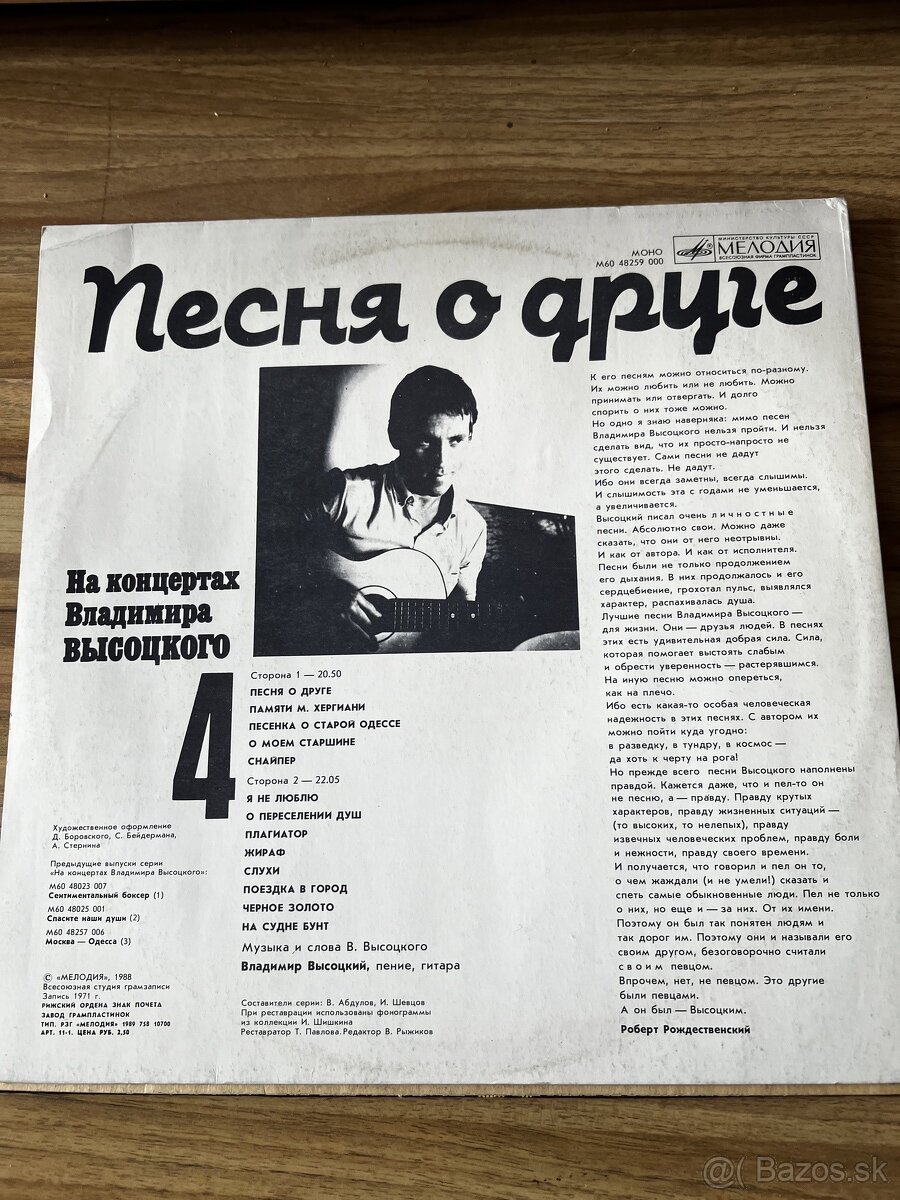 МОНО
М60 48259 000
МИНИСТЕРСТВО КУЛЬТУРЫ СССР
МЕЛОДИЯ
ВСЕСОЮЗНАЯ ФИРМА ГРАМПЛАСТИНОК
Песня о друге
На концертах
Владимира
ВЫСОЦКОГО
4
Сторона 1 — 20.50
ПЕСНЯ О ДРУГЕ
ПАМЯТИ М. ХЕРГИАНИ
ПЕСЕНКА О СТАРОЙ ОДЕССЕ
О МОЕМ СТАРШИНЕ
СНАЙПЕР
Сторона 2 — 22.05
Я НЕ ЛЮБЛЮ
О ПЕРЕСЕЛЕНИИ ДУШ
ПЛАГИАТОР
ЖИРАФ
СЛУХИ
ПОЕЗДКА В ГОРОД
ЧЕРНОЕ ЗОЛОТО
НА СУДНЕ БУНТ
Музыка и слова В. Высоцкого
Владимир Высоцкий, пение, гитара
Составители серии: В. Абдулов, И. Шевцов
При реставрации использованы фонограммы
из коллекции И. Шишкина
Реставратор Т. Павлова. Редактор В. Рыжиков
Художественное оформление
Д. Боровского, С. Бейдермана,
А. Стернина
Предыдущие выпуски серии
«На концертах Владимира Высоцкого»:
М60 48023 007
Сентиментальный боксер (1)
М60 48025 001
Спасите наши души (2)
М60 48257 006
Москва — Одесса (3)
© «МЕЛОДИЯ», 1988
Всесоюзная студия грамзаписи
Запись 1971 г.
РИЖСКИЙ ОРДЕНА ЗНАК ПОЧЕТА
ЗАВОД ГРАМПЛАСТИНОК
ТИП. РЗГ «МЕЛОДИЯ» 1989 758 10700
АРТ. 11-1. ЦЕНА РУБ. 2,50
К его песням можно относиться по-разному.
Их можно любить или не любить. Можно
принимать или отвергать. И долго
спорить о них тоже можно.
Но одно я знаю наверняка: мимо песен
Владимира Высоцкого нельзя пройти. И нельзя
сделать вид, что их просто-напросто не
существует. Сами песни не дадут
этого сделать. Не дадут.
Ибо они всегда заметны, всегда слышимы.
И слышимость эта с годами не уменьшается,
а увеличивается.
Высоцкий писал очень личностные
песни. Абсолютно свои. Можно даже
сказать, что они от него неотрывны.
И как от автора. И как от исполнителя.
Песни были не только продолжением
его дыхания. В них продолжалось и его
сердцебиение, грохотал пульс, выявлялся
характер, распахивалась душа.
Лучшие песни Владимира Высоцкого —
для жизни. Они — друзья людей. В песнях
этих есть удивительная добрая сила. Сила,
которая помогает выстоять слабым
и обрести уверенность — растерявшимся.
На иную песню можно опереться,
как на плечо.
Ибо есть какая-то особая человеческая
надежность в этих песнях. С автором их
можно пойти куда угодно:
в разведку, в тундру, в космос —
да хоть к черту на рога!
Но прежде всего песни Высоцкого наполнены
правдой. Кажется даже, что и пел-то он
не песню, а — правду. Правду крутых
характеров, правду жизненных ситуаций —
(то высоких, то нелепых), правду
извечных человеческих проблем, правду боли
и нежности, правду своего времени.
И получается, что говорил и пел он то,
о чем жаждали (и не умели!) сказать и
спеть самые обыкновенные люди. Пел не только
о них, но еще и — за них. От их имени.
Поэтому он был так понятен людям и
так дорог им. Поэтому они и называли его
своим другом, безоговорочно считали
своим певцом.
Впрочем, нет, не певцом. Это другие
были певцами.
А он был — Высоцким.
Роберт Рождественский
@( Bazos.sk